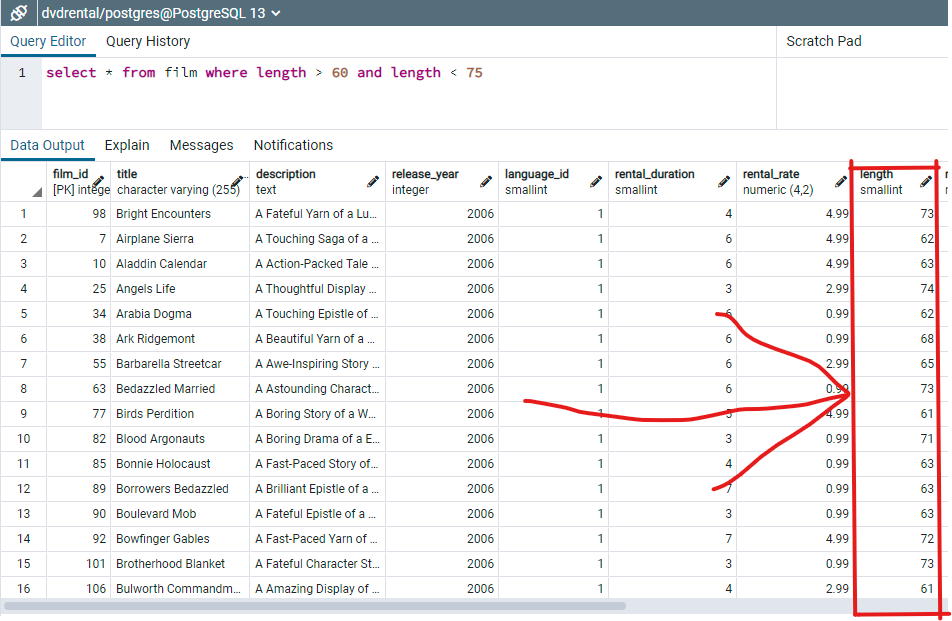 dvdrental/postgres@PostgreSQL 13
Query Editor Query History Scratch Pad
1 select * from film where length > 60 and length < 75
Data Output Explain Messages Notifications
film_id title description release_year language_id rental_duration rental_rate length
[PK] intege character varying (255) text integer smallint smallint numeric (4,2) smallint
1 98 Bright Encounters A Fateful Yarn of a Lu... 2006 1 4 4.99 73
2 7 Airplane Sierra A Touching Saga of a ... 2006 1 6 4.99 62
3 10 Aladdin Calendar A Action-Packed Tale ... 2006 1 6 4.99 63
4 25 Angels Life A Thoughtful Display ... 2006 1 3 2.99 74
5 34 Arabia Dogma A Touching Epistle of ... 2006 1 6 0.99 62
6 38 Ark Ridgemont A Beautiful Yarn of a ... 2006 1 6 0.99 68
7 55 Barbarella Streetcar A Awe-Inspiring Story ... 2006 1 6 2.99 65
8 63 Bedazzled Married A Astounding Charact... 2006 1 6 0.99 73
9 77 Birds Perdition A Boring Story of a W... 2006 1 5 4.99 61
10 82 Blood Argonauts A Boring Drama of a E... 2006 1 3 0.99 71
11 85 Bonnie Holocaust A Fast-Paced Story of... 2006 1 4 0.99 63
12 89 Borrowers Bedazzled A Brilliant Epistle of a ... 2006 1 7 0.99 63
13 90 Boulevard Mob A Fateful Epistle of a ... 2006 1 3 0.99 63
14 92 Bowfinger Gables A Fast-Paced Yarn of ... 2006 1 7 4.99 72
15 101 Brotherhood Blanket A Fateful Character St... 2006 1 3 0.99 73
16 106 Bulworth Commandm... A Amazing Display of ... 2006 1 4 2.99 61